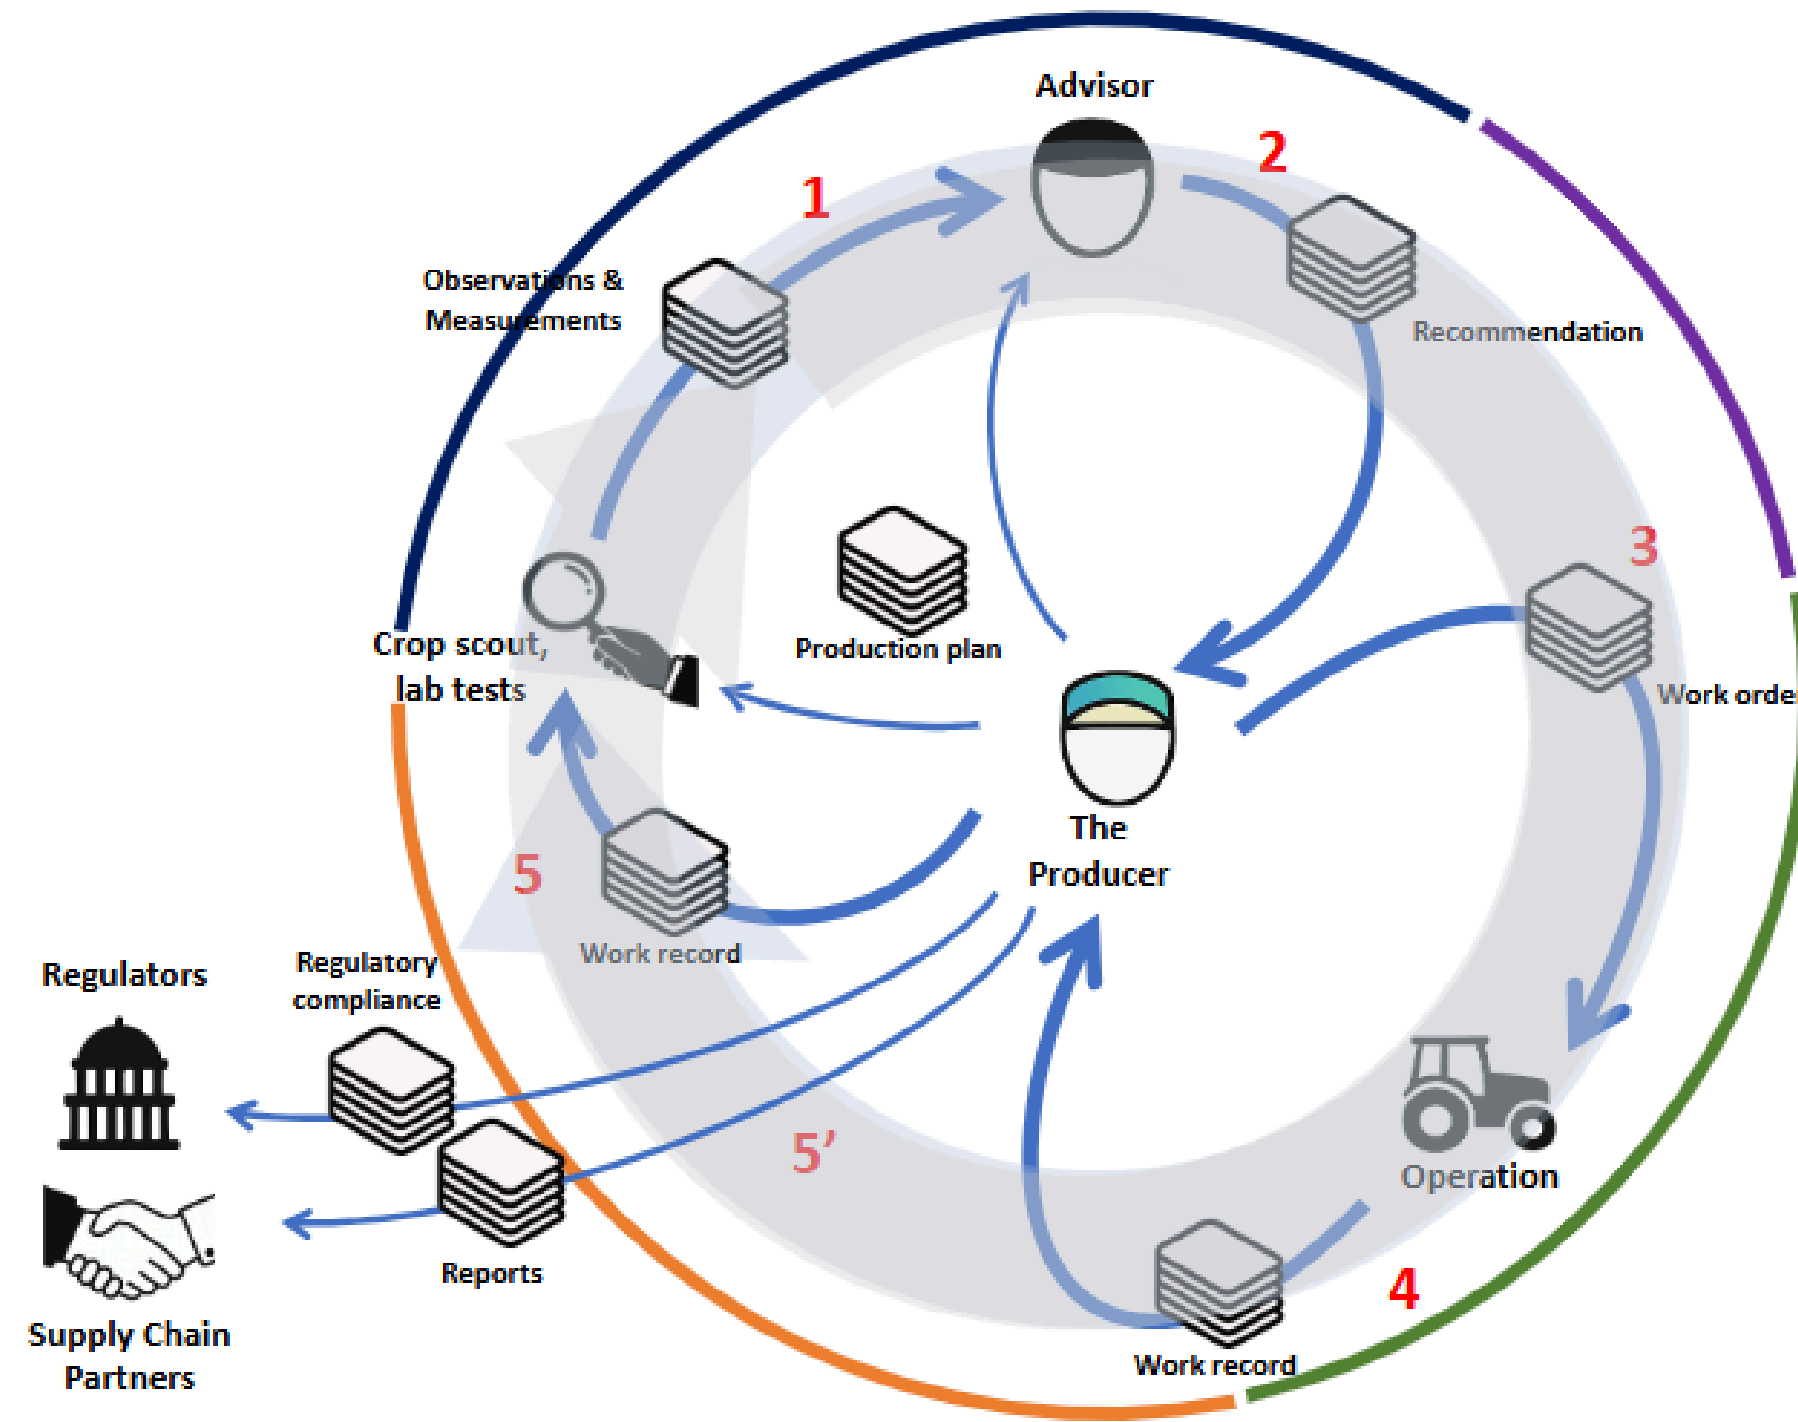 Advisor
2
1
Observations &
Measurements
Recommendation
3
Crop scout,
lab tests
Production plan
Work order
The
Producer
5
Work record
Regulators
Regulatory
compliance
5’
Operation
Reports
4
Supply Chain
Partners
Work record